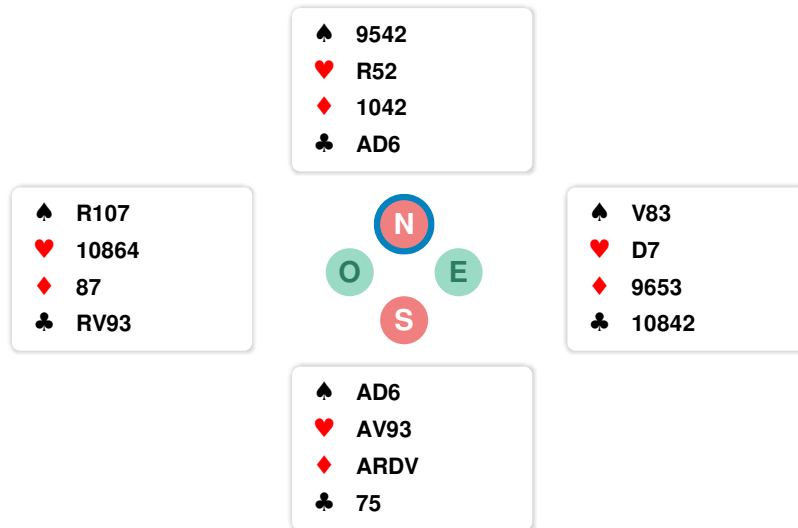 ♠ 9542
♥ R52
♦ 1042
♣ AD6
♠ R107
♥ 10864
♦ 87
♣ RV93
N
O
E
S
♠ V83
♥ D7
♦ 9653
♣ 10842
♠ AD6
♥ AV93
♦ ARDV
♣ 75